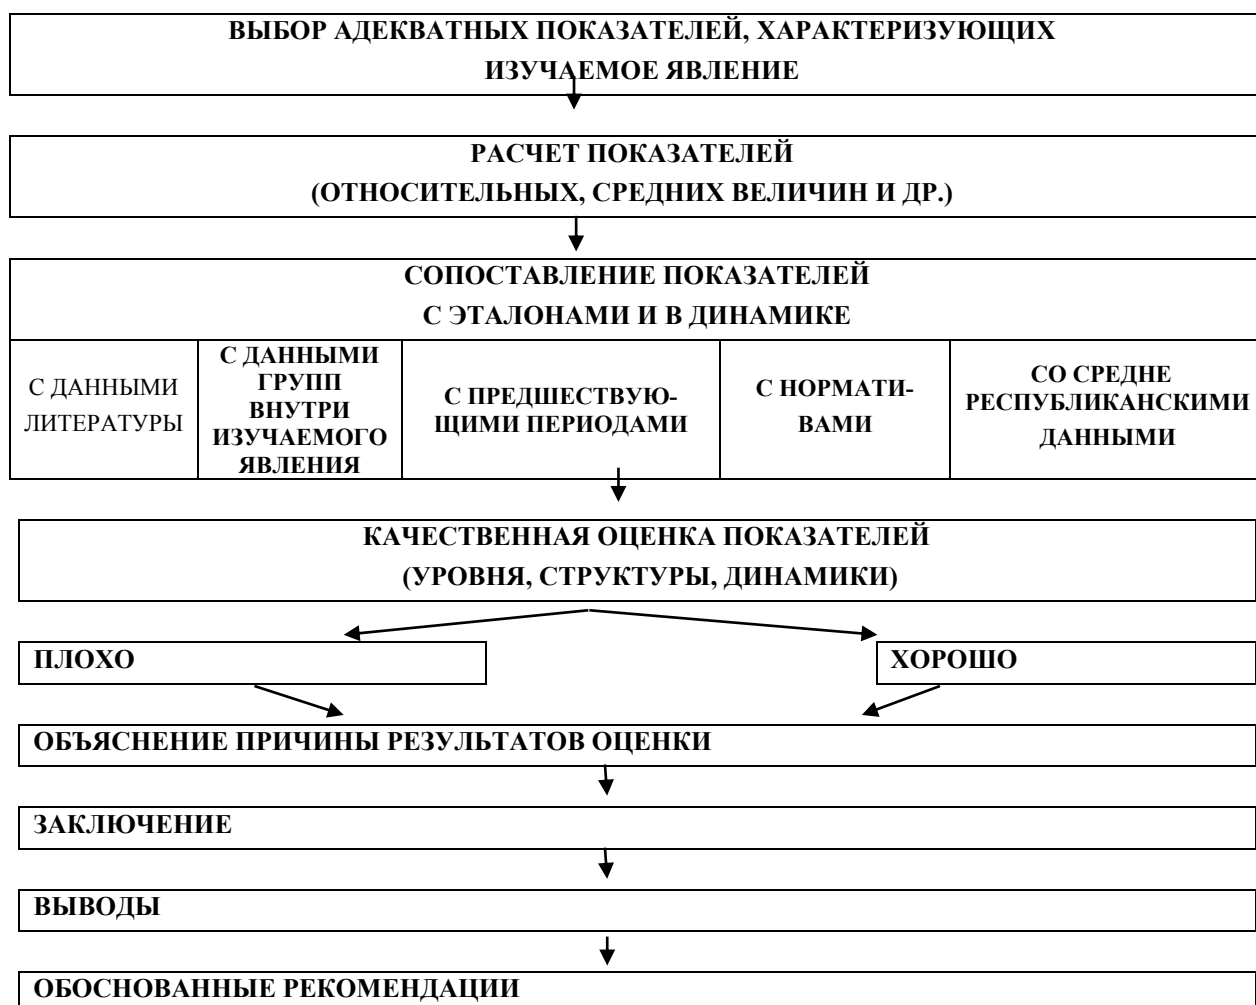 ВЫБОР АДЕКВАТНЫХ ПОКАЗАТЕЛЕЙ, ХАРАКТЕРИЗУЮЩИХ
ИЗУЧАЕМОЕ ЯВЛЕНИЕ
РАСЧЕТ ПОКАЗАТЕЛЕЙ
(ОТНОСИТЕЛЬНЫХ, СРЕДНИХ ВЕЛИЧИН И ДР.)
СОПОСТАВЛЕНИЕ ПОКАЗАТЕЛЕЙ
С ЭТАЛОНАМИ И В ДИНАМИКЕ
С ДАННЫМИ
ЛИТЕРАТУРЫ
С ДАННЫМИ
ГРУПП
ВНУТРИ
ИЗУЧАЕМОГО
ЯВЛЕНИЯ
С ПРЕДШЕСТВУЮ-
ЩИМИ ПЕРИОДАМИ
С НОРМАТИ-
ВАМИ
СО СРЕДНЕ
РЕСПУБЛИКАНСКИМИ
ДАННЫМИ
КАЧЕСТВЕННАЯ ОЦЕНКА ПОКАЗАТЕЛЕЙ
(УРОВНЯ, СТРУКТУРЫ, ДИНАМИКИ)
ПЛОХО
ХОРОШО
ОБЪЯСНЕНИЕ ПРИЧИНЫ РЕЗУЛЬТАТОВ ОЦЕНКИ
ЗАКЛЮЧЕНИЕ
ВЫВОДЫ
ОБОСНОВАННЫЕ РЕКОМЕНДАЦИИ